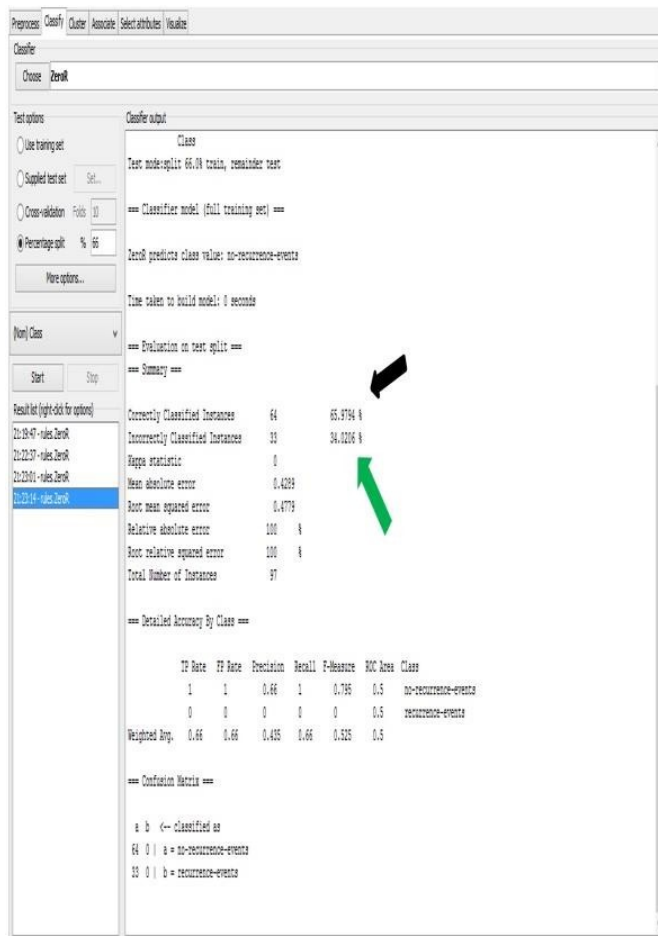 Preprocess Classify Cluster Associate Select attributes Visualize
Classifier
Choose ZeroR
Test options
Use training set
Supplied test set Set...
Cross-validation Folds 10
Percentage split % 66
More options...
(Nom) Class
Start Stop
Result list (right-click for options)
21:19:47 - rules.ZeroR
21:22:37 - rules.ZeroR
21:23:01 - rules.ZeroR
21:23:14 - rules.ZeroR
Classifier output
Class
Test mode:split 66.0% train, remainder test
=== Classifier model (full training set) ===
ZeroR predicts class value: no-recurrence-events
Time taken to build model: 0 seconds
=== Evaluation on test split ===
=== Summary ===
Correctly Classified Instances 64 65.9794 %
Incorrectly Classified Instances 33 34.0206 %
Kappa statistic 0
Mean absolute error 0.4289
Root mean squared error 0.4779
Relative absolute error 100 %
Root relative squared error 100 %
Total Number of Instances 97
=== Detailed Accuracy By Class ===
TP Rate FP Rate Precision Recall F-Measure ROC Area Class
1 1 0.66 1 0.795 0.5 no-recurrence-events
0 0 0 0 0 0.5 recurrence-events
Weighted Avg. 0.66 0.66 0.435 0.66 0.525 0.5
=== Confusion Matrix ===
a b <-- classified as
64 0 | a = no-recurrence-events
33 0 | b = recurrence-events